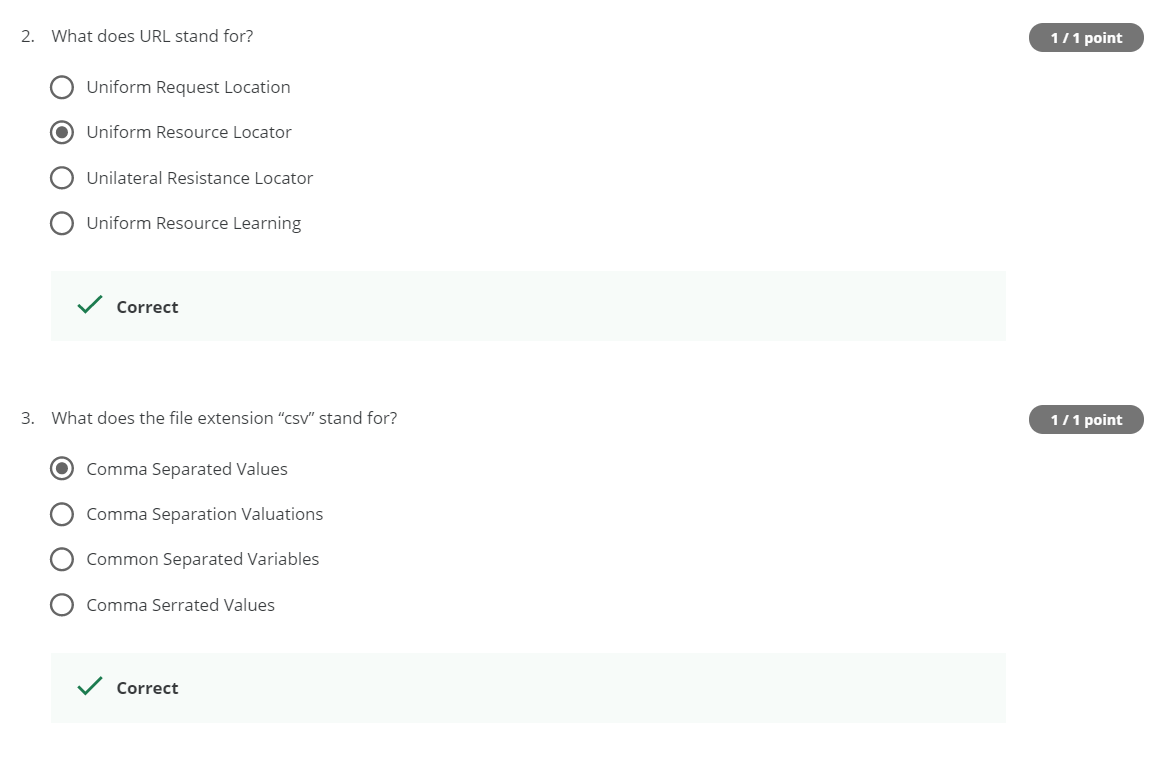 2. What does URL stand for?
1 / 1 point
Uniform Request Location
Uniform Resource Locator
Unilateral Resistance Locator
Uniform Resource Learning
Correct
3. What does the file extension “csv” stand for?
1 / 1 point
Comma Separated Values
Comma Separation Valuations
Common Separated Variables
Comma Serrated Values
Correct